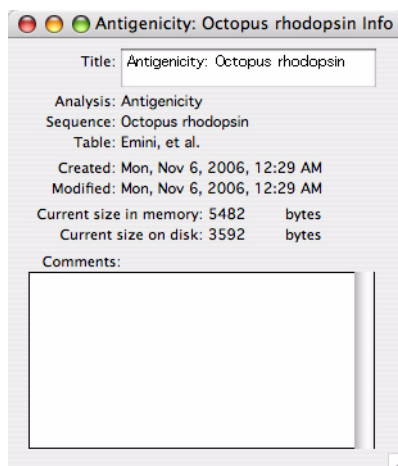 Antigenicity: Octopus rhodopsin Info
Title: Antigenicity: Octopus rhodopsin
Analysis: Antigenicity
Sequence: Octopus rhodopsin
Table: Emini, et al.
Created: Mon, Nov 6, 2006, 12:29 AM
Modified: Mon, Nov 6, 2006, 12:29 AM
Current size in memory: 5482 bytes
Current size on disk: 3592 bytes
Comments: